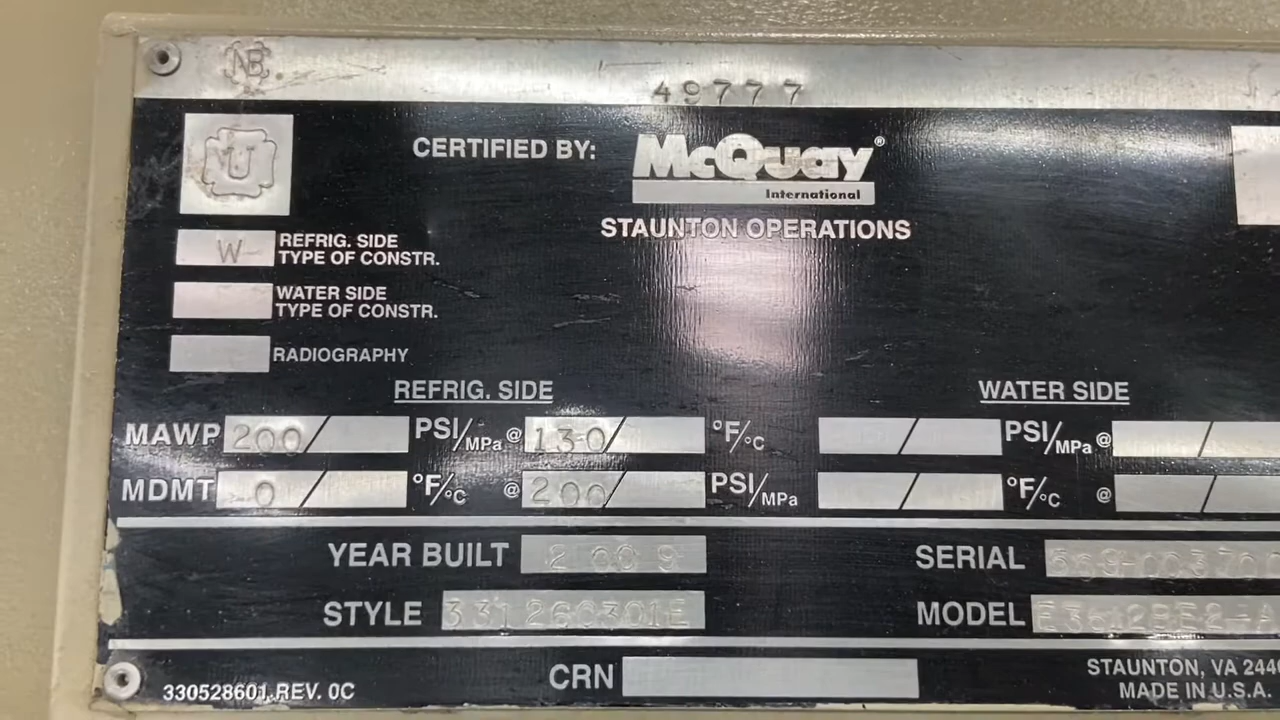 NB
49777
U
CERTIFIED BY: McQuay®
International
STAUNTON OPERATIONS
W REFRIG. SIDE
TYPE OF CONSTR.
WATER SIDE
TYPE OF CONSTR.
RADIOGRAPHY
REFRIG. SIDE WATER SIDE
MAWP 200/ PSI/MPa @ 130/ °F/°C / PSI/MPa @ /
MDMT 0 / °F/°C @ 200/ PSI/MPa / °F/°C @ /
YEAR BUILT 2009 SERIAL
STYLE 331260301E MODEL
CRN STAUNTON, VA
330528601 REV. 0C MADE IN U.S.A.